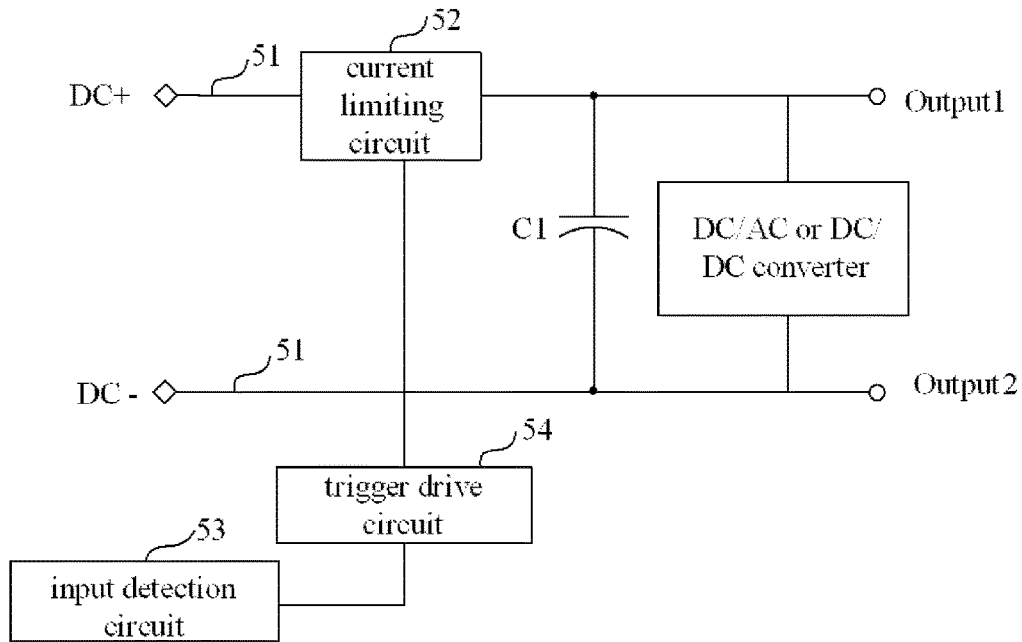 52
51
DC+
current
limiting
circuit
Output1
C1
DC/AC or DC/
DC converter
51
DC -
Output2
54
trigger drive
circuit
53
input detection
circuit